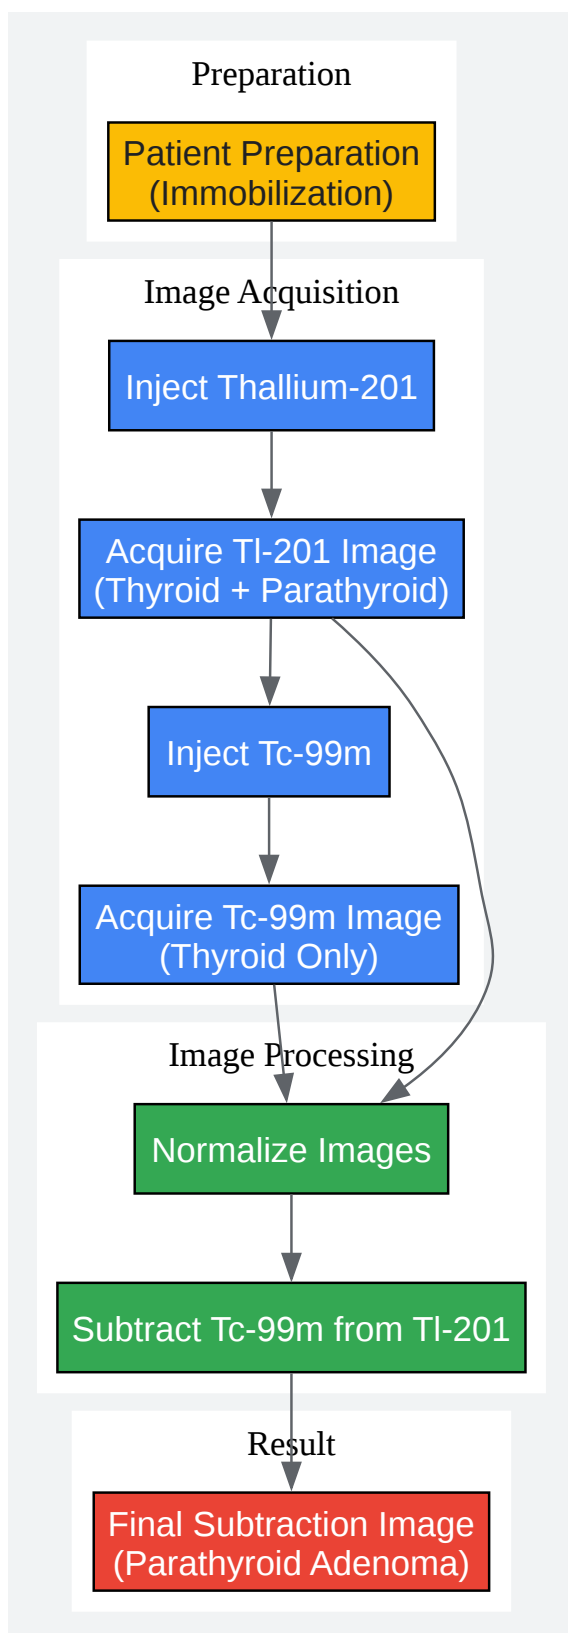 Preparation
Patient Preparation
(Immobilization)
Image Acquisition
Inject Thallium-201
Acquire Tl-201 Image
(Thyroid + Parathyroid)
Inject Tc-99m
Acquire Tc-99m Image
(Thyroid Only)
Image Processing
Normalize Images
Subtract Tc-99m from Tl-201
Result
Final Subtraction Image
(Parathyroid Adenoma)